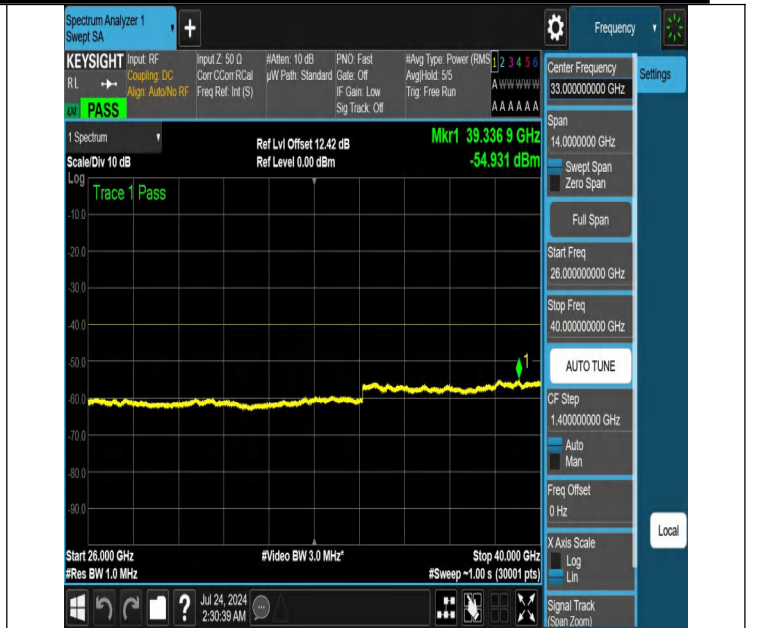 Spectrum Analyzer 1
Swept SA
+
Frequency
KEYSIGHT
RL
PASS
Input: RF
Coupling: DC
Align: Auto/No RF
Input Z: 50 Ω
Corr CCorr RCal
Freq Ref: Int (S)
#Atten: 10 dB
µW Path: Standard
PNO: Fast
Gate: Off
IF Gain: Low
Sig Track: Off
#Avg Type: Power (RMS
Avg|Hold: 5/5
Trig: Free Run
1 2 3 4 5 6
A W W W W W
A A A A A A
1 Spectrum
Scale/Div 10 dB
Ref Lvl Offset 12.42 dB
Ref Level 0.00 dBm
Mkr1 39.336 9 GHz
-54.931 dBm
Log
Trace 1 Pass
-10.0
-20.0
-30.0
-40.0
-50.0
-60.0
-70.0
-80.0
-90.0
1
Start 26.000 GHz
#Res BW 1.0 MHz
#Video BW 3.0 MHz*
Stop 40.000 GHz
#Sweep ~1.00 s (30001 pts)
Jul 24, 2024
2:30:39 AM
?
Center Frequency
33.000000000 GHz
Span
14.0000000 GHz
Swept Span
Zero Span
Full Span
Start Freq
26.000000000 GHz
Stop Freq
40.000000000 GHz
AUTO TUNE
CF Step
1.400000000 GHz
Auto
Man
Freq Offset
0 Hz
X Axis Scale
Log
Lin
Signal Track
(Span Zoom)
Settings
Local